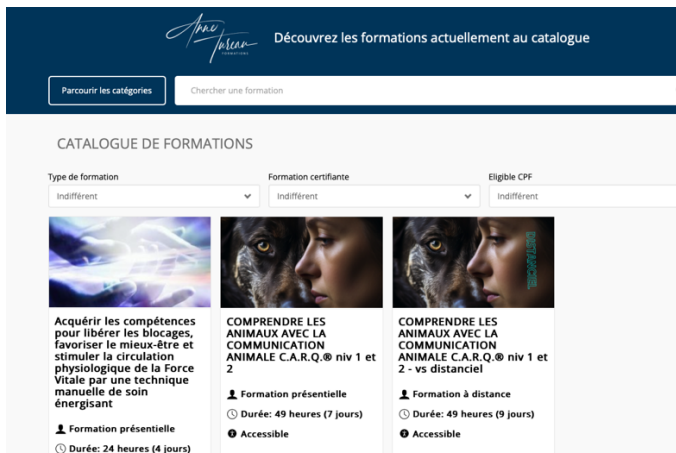 Anne
Tureau
FORMATIONS
Découvrez les formations actuellement au catalogue
Parcourir les catégories
Chercher une formation
CATALOGUE DE FORMATIONS
Type de formation
Formation certifiante
Eligible CPF
Indifférent
Indifférent
Indifférent
DISTANCIEL
Acquérir les compétences
pour libérer les blocages,
favoriser le mieux-être et
stimuler la circulation
physiologique de la Force
Vitale par une technique
manuelle de soin
énergisant
Formation présentielle
Durée: 24 heures (4 jours)
COMPRENDRE LES
ANIMAUX AVEC LA
COMMUNICATION
ANIMALE C.A.R.Q.® niv 1 et
2
Formation présentielle
Durée: 49 heures (7 jours)
Accessible
COMPRENDRE LES
ANIMAUX AVEC LA
COMMUNICATION
ANIMALE C.A.R.Q.® niv 1 et
2 - vs distanciel
Formation à distance
Durée: 49 heures (9 jours)
Accessible